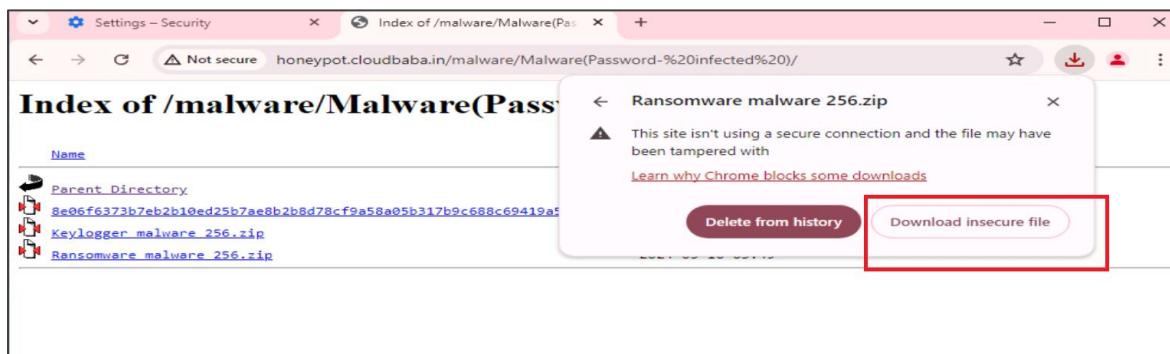 Settings – Security
Index of /malware/Malware(Pas
Not secure
honeypot.cloudbaba.in/malware/Malware(Password-%20infected%20)/
Index of /malware/Malware(Pass
Ransomware malware 256.zip
This site isn't using a secure connection and the file may have
been tampered with
Learn why Chrome blocks some downloads
Delete from history
Download insecure file
Name
Parent Directory
8e06f6373b7eb2b10ed25b7ae8b2b8d78cf9a58a05b317b9c688c69419a5
Keylogger malware 256.zip
Ransomware malware 256.zip